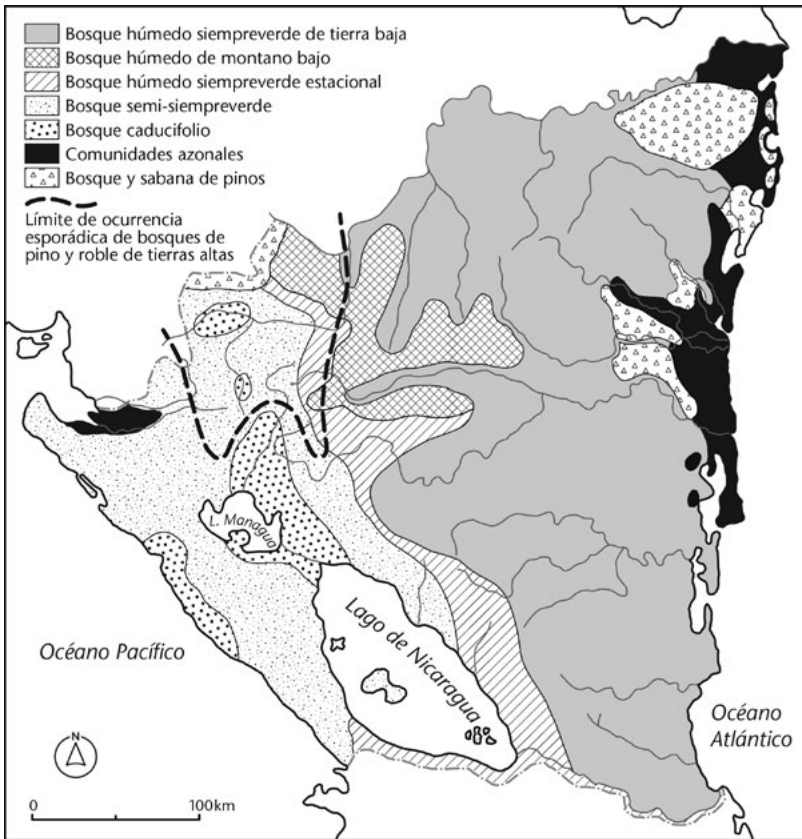 Bosque húmedo siempreverde de tierra baja
Bosque húmedo de montano bajo
Bosque húmedo siempreverde estacional
Bosque semi-siempreverde
Bosque caducifolio
Comunidades azonales
Bosque y sabana de pinos
Límite de ocurrencia
esporádica de bosques de
pino y roble de tierras altas
L. Managua
Lago de Nicaragua
Océano Pacífico
Océano
Atlántico
N
0 100km